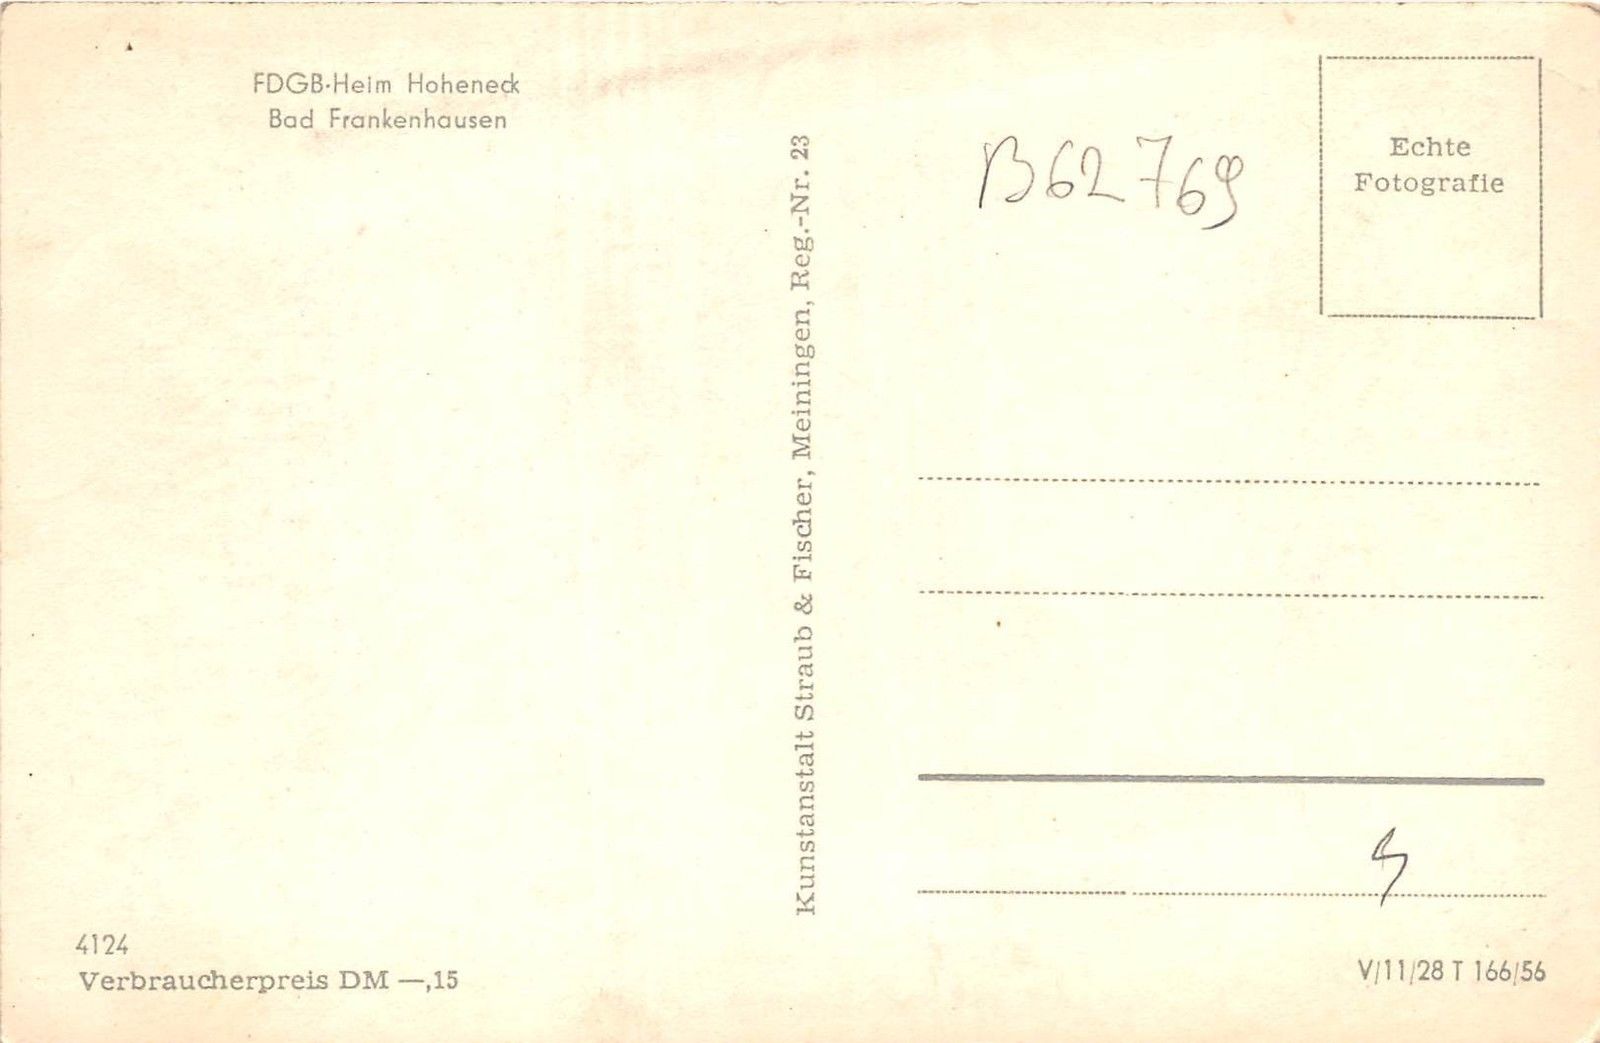 FDGB-Heim Hoheneck
Bad Frankenhausen
Kunstanstalt Straub & Fischer, Meiningen, Reg.-Nr. 23
B62769
Echte
Fotografie
4124
Verbraucherpreis DM —,15
V/11/28 T 166/56